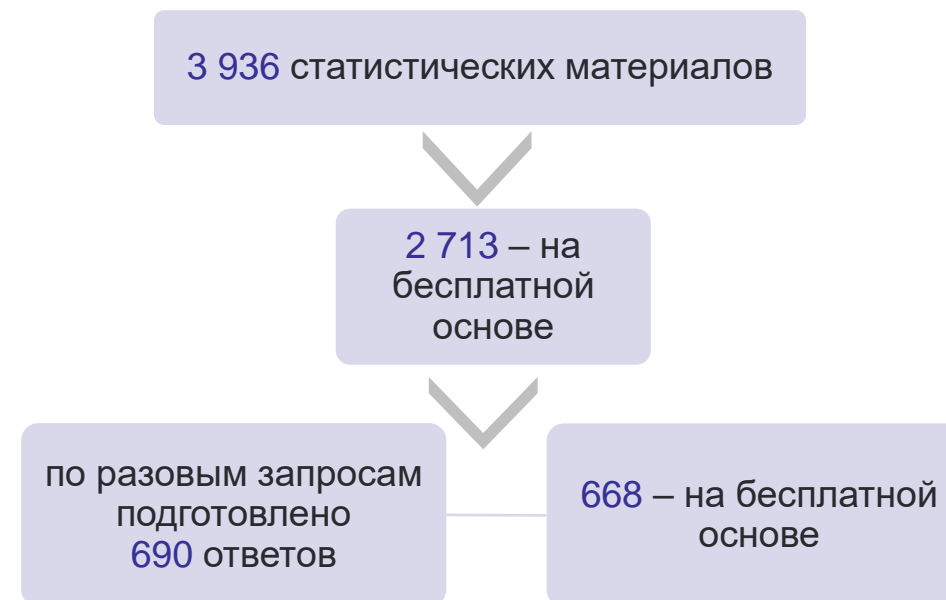 3 936 статистических материалов
2 713 – на
бесплатной
основе
по разовым запросам
подготовлено
690 ответов
668 – на бесплатной
основе